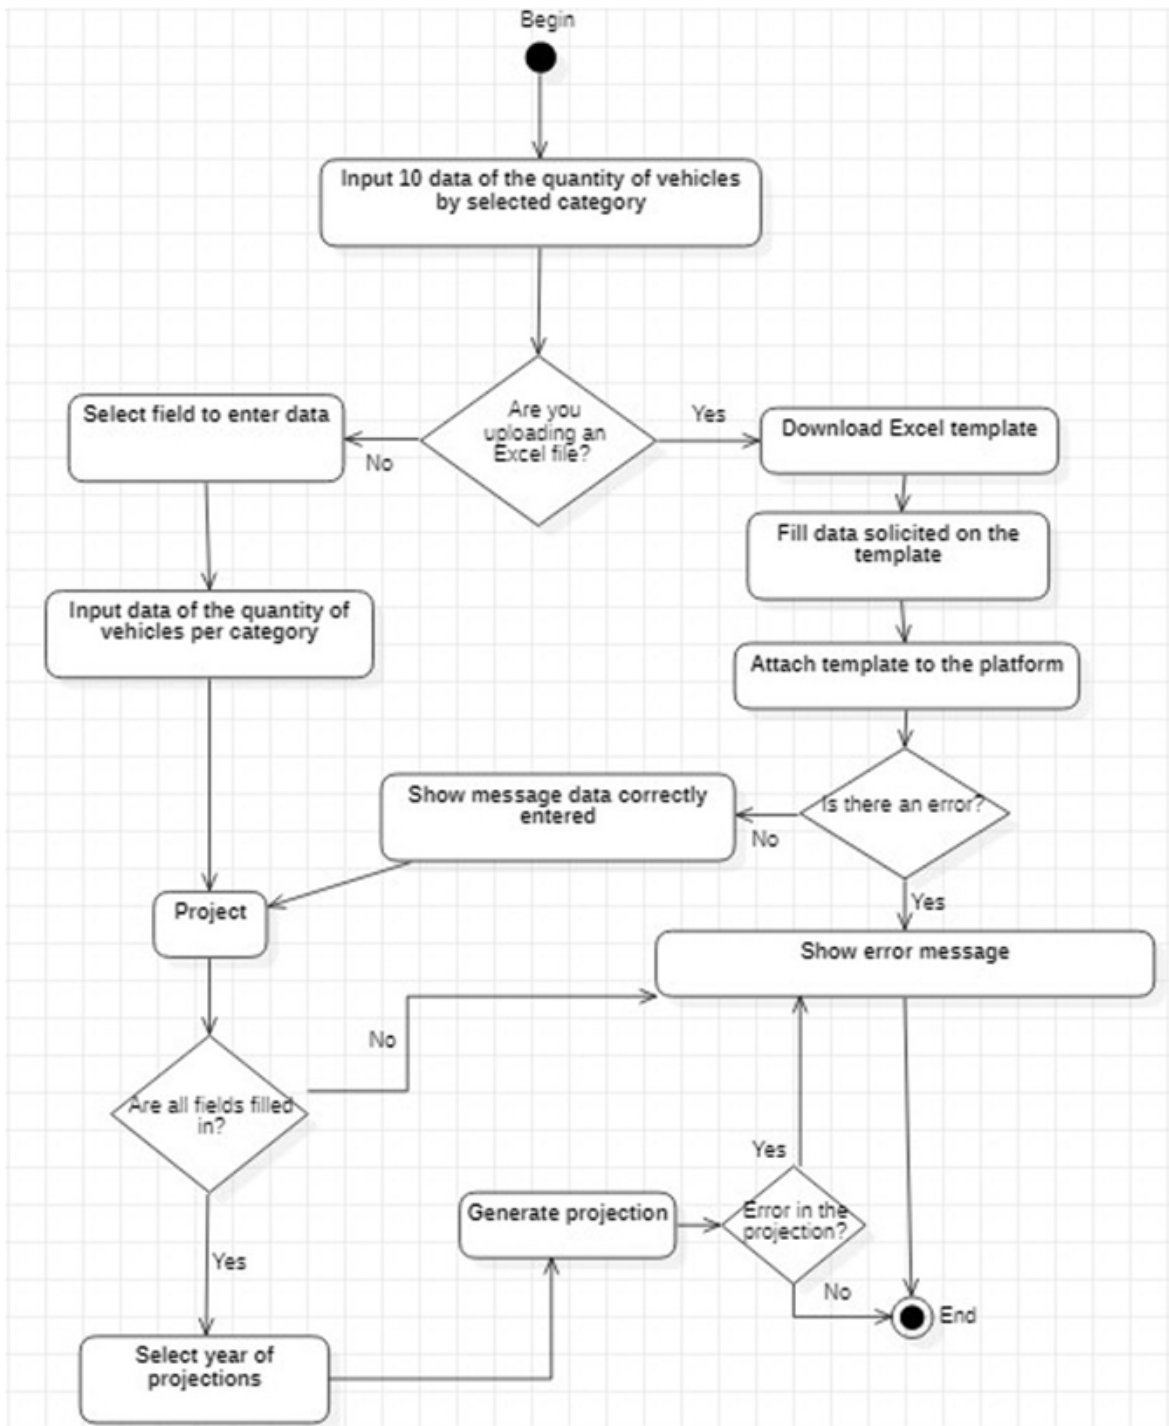 Begin
Input 10 data of the quantity of vehicles
by selected category
Are you
uploading an
Excel file?
Yes
No
Select field to enter data
Download Excel template
Fill data solicited on the
template
Input data of the quantity of
vehicles per category
Attach template to the platform
Is there an error?
No
Show message data correctly
entered
Yes
Project
Show error message
No
Are all fields filled
in?
Yes
Generate projection
Error in the
projection?
Yes
No
End
Select year of
projections